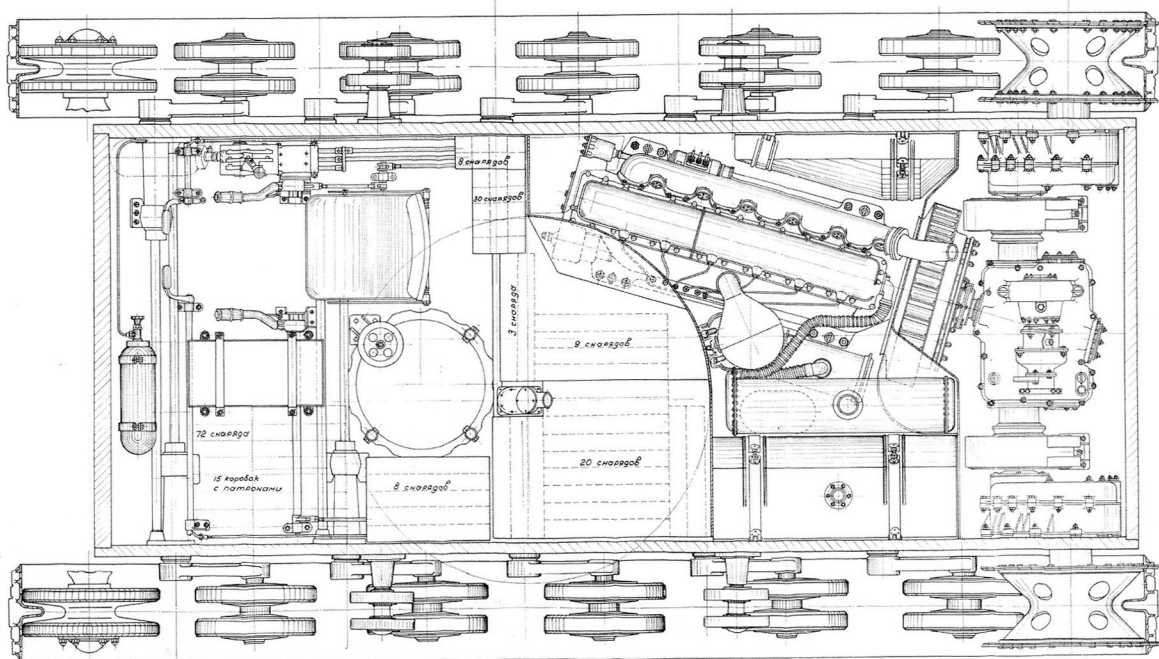 8 снарядов
30 снарядов
3 снаряда
9 снарядов
72 снаряда
20 снарядов
15 коробок
с патронами
8 снарядов